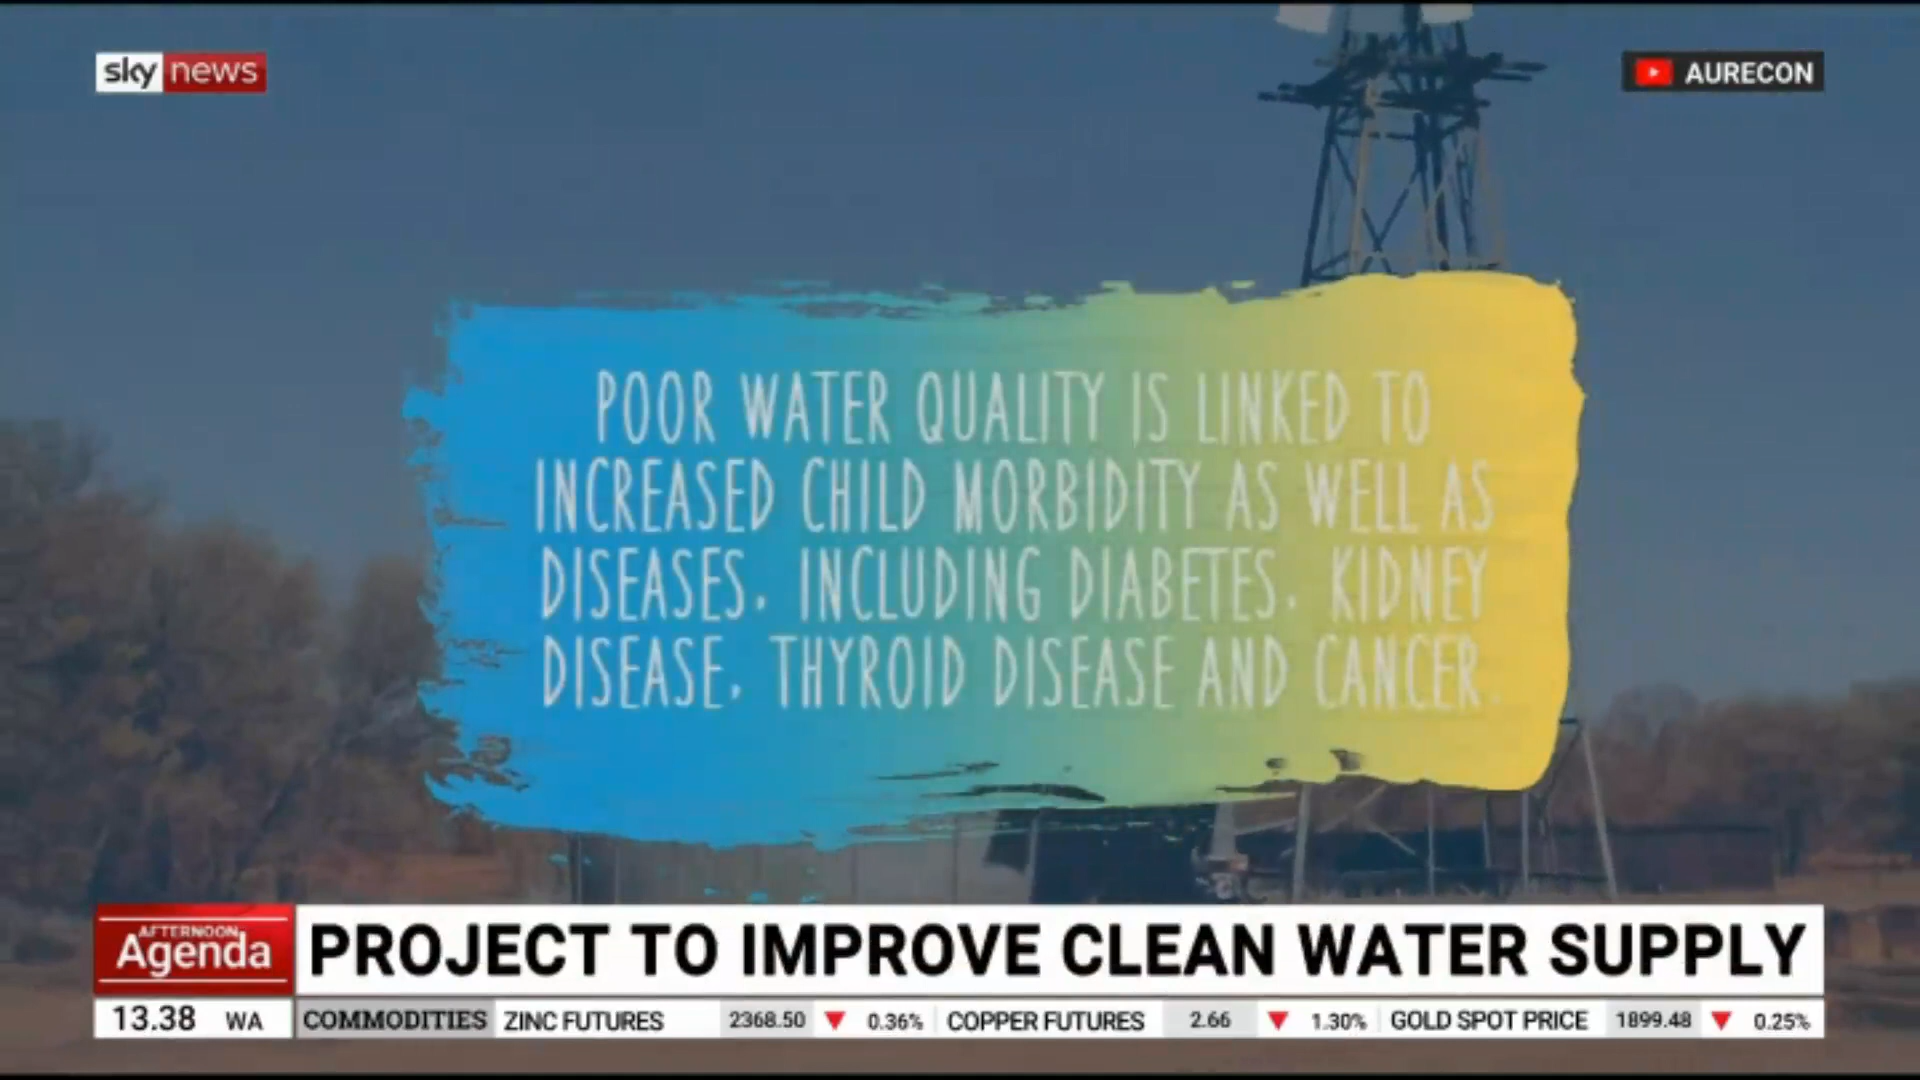 sky news
AURECON
POOR WATER QUALITY IS LINKED TO
INCREASED CHILD MORBIDITY AS WELL AS
DISEASES, INCLUDING DIABETES, KIDNEY
DISEASE, THYROID DISEASE AND CANCER.
AFTERNOON
Agenda
PROJECT TO IMPROVE CLEAN WATER SUPPLY
13.38 WA COMMODITIES ZINC FUTURES 2368.50 ▼ 0.36% COPPER FUTURES 2.66 ▼ 1.30% GOLD SPOT PRICE 1899.48 ▼ 0.25%